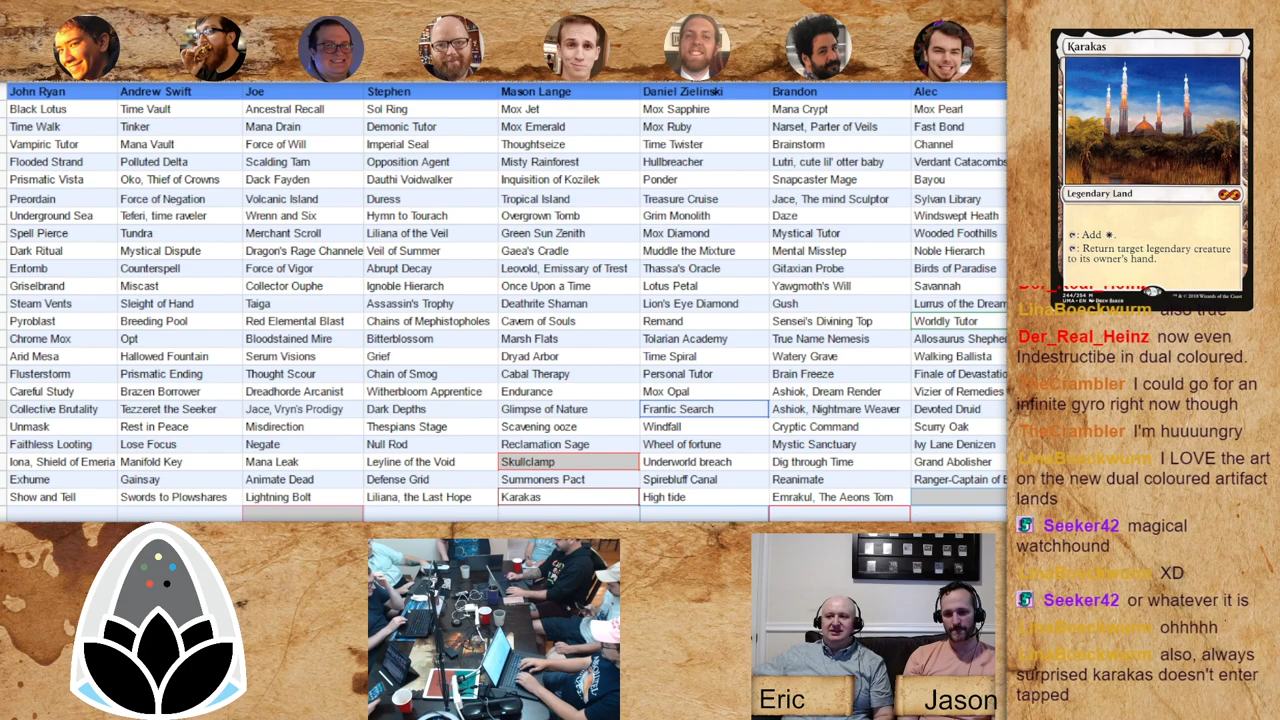 John Ryan Andrew Swift Joe Stephen Mason Lange Daniel Zielinski Brandon Alec
Black Lotus Time Vault Ancestral Recall Sol Ring Mox Jet Mox Sapphire Mana Crypt Mox Pearl
Time Walk Tinker Mana Drain Demonic Tutor Mox Emerald Mox Ruby Narset, Parter of Veils Fast Bond
Vampiric Tutor Mana Vault Force of Will Imperial Seal Thoughtseize Time Twister Brainstorm Channel
Flooded Strand Polluted Delta Scalding Tarn Opposition Agent Misty Rainforest Hullbreacher Lutri, cute lil' otter baby Verdant Catacombs
Prismatic Vista Oko, Thief of Crowns Dack Fayden Dauthi Voidwalker Inquisition of Kozilek Ponder Snapcaster Mage Bayou
Preordain Force of Negation Volcanic Island Duress Tropical Island Treasure Cruise Jace, The mind Sculptor Sylvan Library
Underground Sea Teferi, time raveler Wrenn and Six Hymn to Tourach Overgrown Tomb Grim Monolith Daze Windswept Heath
Spell Pierce Tundra Merchant Scroll Liliana of the Veil Green Sun Zenith Mox Diamond Mystical Tutor Wooded Foothills
Dark Ritual Mystical Dispute Dragon's Rage Channele Veil of Summer Gaea's Cradle Muddle the Mixture Mental Misstep Noble Hierarch
Entomb Counterspell Force of Vigor Abrupt Decay Leovold, Emissary of Trest Thassa's Oracle Gitaxian Probe Birds of Paradise
Griselbrand Miscast Collector Ouphe Ignoble Hierarch Once Upon a Time Lotus Petal Yawgmoth's Will Savannah
Steam Vents Sleight of Hand Taiga Assassin's Trophy Deathrite Shaman Lion's Eye Diamond Gush Lurrus of the Dream
Pyroblast Breeding Pool Red Elemental Blast Chains of Mephistopheles Cavern of Souls Remand Sensei's Divining Top Worldly Tutor
Chrome Mox Opt Bloodstained Mire Bitterblossom Marsh Flats Tolarian Academy True Name Nemesis Allosaurus Shepher
Arid Mesa Hallowed Fountain Serum Visions Grief Dryad Arbor Time Spiral Watery Grave Walking Ballista
Flusterstorm Prismatic Ending Thought Scour Chain of Smog Cabal Therapy Personal Tutor Brain Freeze Finale of Devastatio
Careful Study Brazen Borrower Dreadhorde Arcanist Witherbloom Apprentice Endurance Mox Opal Ashiok, Dream Render Vizier of Remedies
Collective Brutality Tezzeret the Seeker Jace, Vryn's Prodigy Dark Depths Glimpse of Nature Frantic Search Ashiok, Nightmare Weaver Devoted Druid
Unmask Rest in Peace Misdirection Thespians Stage Scavening ooze Windfall Cryptic Command Scurry Oak
Faithless Looting Lose Focus Negate Null Rod Reclamation Sage Wheel of fortune Mystic Sanctuary Ivy Lane Denizen
Iona, Shield of Emeria Manifold Key Mana Leak Leyline of the Void Skullclamp Underworld breach Dig through Time Grand Abolisher
Exhume Gainsay Animate Dead Defense Grid Summoners Pact Spirebluff Canal Reanimate Ranger-Captain of E
Show and Tell Swords to Plowshares Lightning Bolt Liliana, the Last Hope Karakas High tide Emrakul, The Aeons Torn
Karakas
Legendary Land
: Add
: Return target legendary creature
to its owner's hand.
LinaBoeckwurm also true
Der_Real_Heinz now even
Indestructibe in dual coloured.
TheCrambler I could go for an
infinite gyro right now though
TheCrambler I'm huuuungry
LinaBoeckwurm I LOVE the art
on the new dual coloured artifact
lands
Seeker42 magical
watchhound
LinaBoeckwurm XD
Seeker42 or whatever it is
LinaBoeckwurm ohhhhh
LinaBoeckwurm also, always
surprised karakas doesn't enter
tapped
Eric
Jason